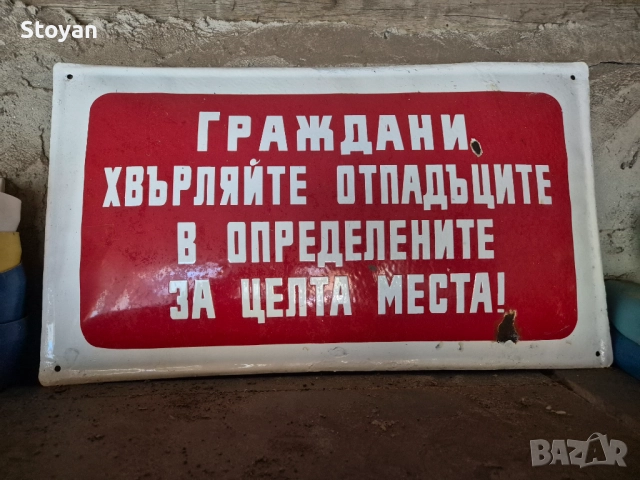 Stoyan
ГРАЖДАНИ,
ХВЪРЛЯЙТЕ ОТПАДЪЦИТЕ
В ОПРЕДЕЛЕНИТЕ
ЗА ЦЕЛТА МЕСТА!
BAZAR